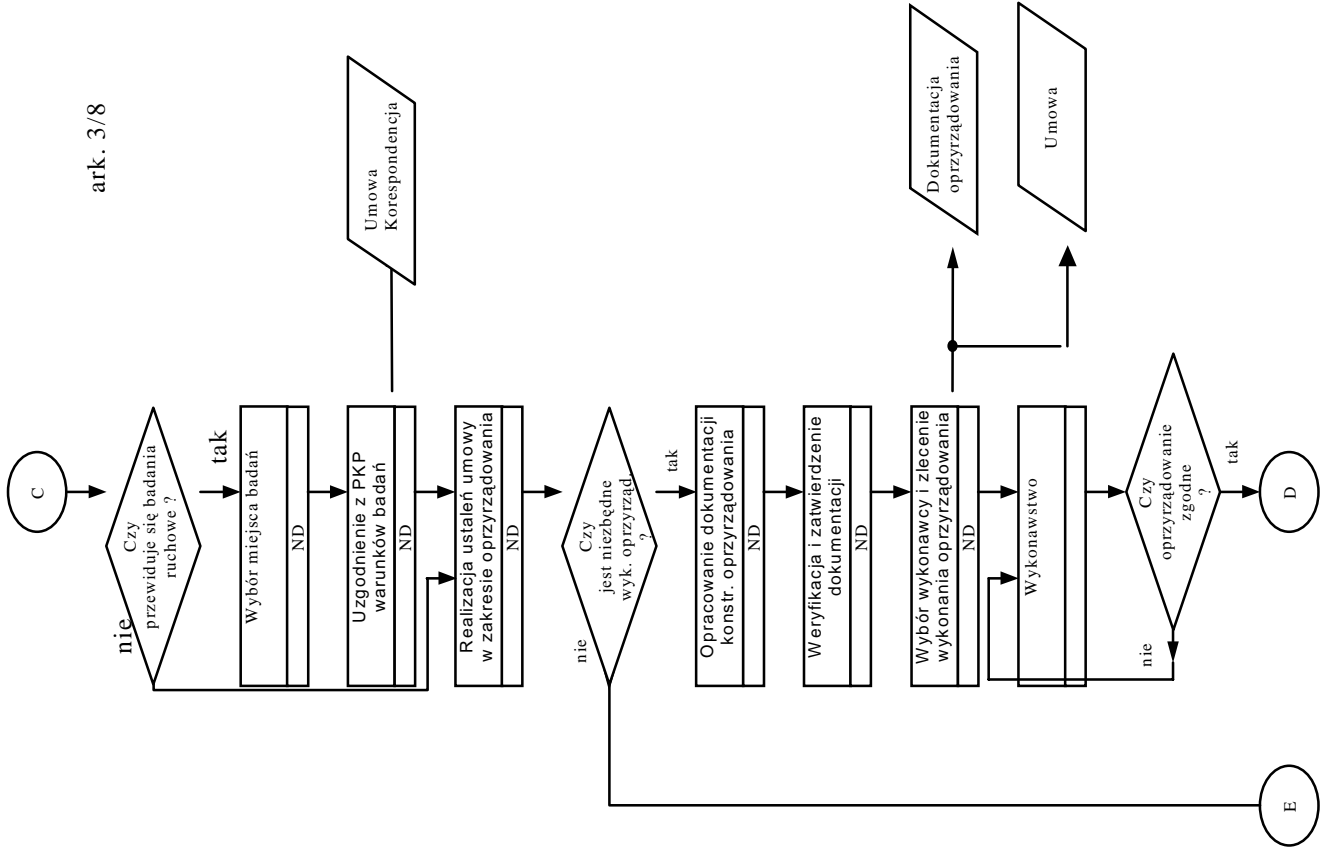 ark. 3/8
C
Czy
przewiduje się badania
ruchowe ?
nie
tak
Wybór miejsca badań
ND
Uzgodnienie z PKP
warunków badań
ND
Umowa
Korespondencja
Realizacja ustaleń umowy
w zakresie oprzyrządowania
ND
Czy
jest niezbędne
wyk. oprzyrząd.
?
nie
tak
Opracowanie dokumentacji
konstr. oprzyrządowania
ND
Weryfikacja i zatwierdzenie
dokumentacji
ND
Wybór wykonawcy i zlecenie
wykonania oprzyrządowania
ND
Dokumentacja
oprzyrządowania
Umowa
Wykonawstwo
Czy
oprzyrządowanie
zgodne
?
nie
tak
E
D